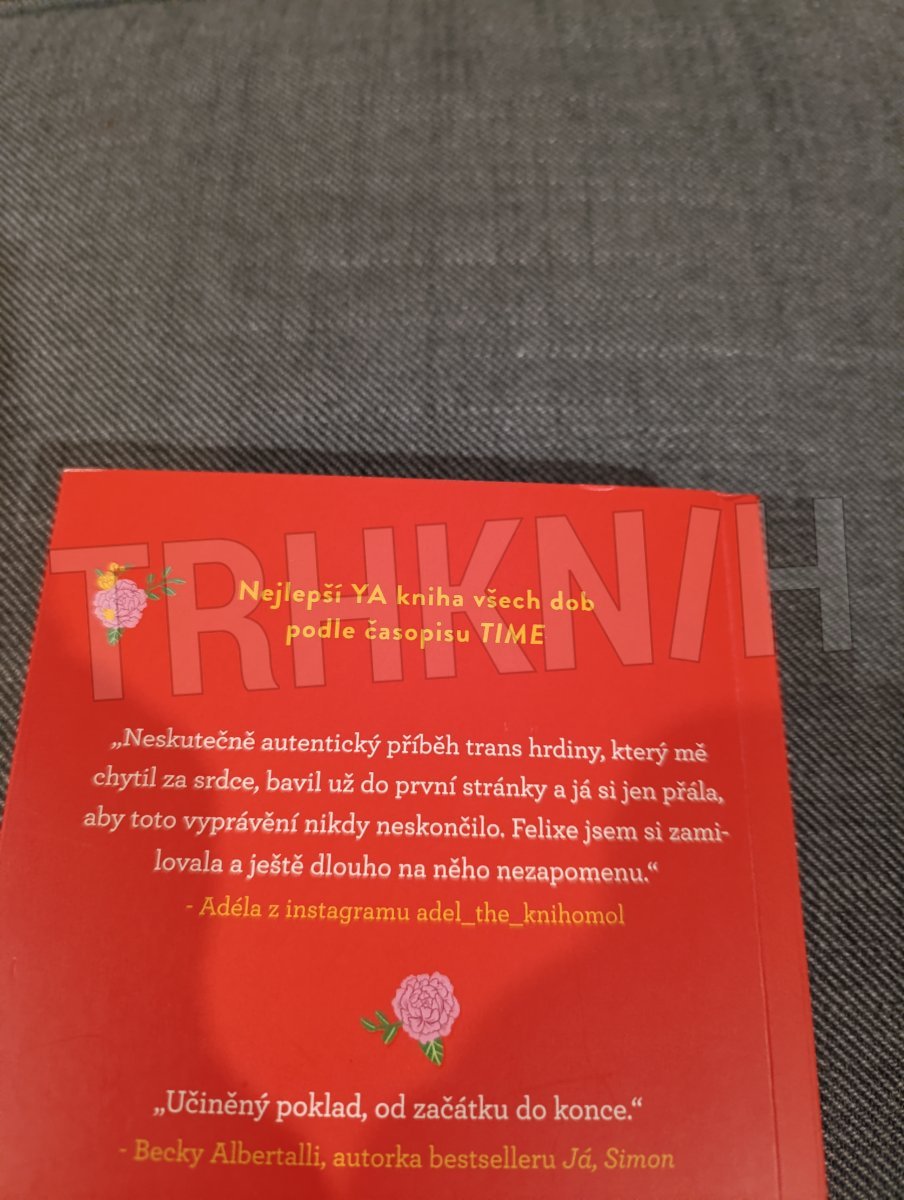 TRHKNIH
Nejlepší YA kniha všech dob
podle časopisu TIME
„Neskutečně autentický příběh trans hrdiny, který mě
chytil za srdce, bavil už do první stránky a já si jen přála,
aby toto vyprávění nikdy neskončilo. Felixe jsem si zami-
lovala a ještě dlouho na něho nezapomenu.“
- Adéla z instagramu adel_the_knihomol
„Učiněný poklad, od začátku do konce.“
- Becky Albertalli, autorka bestselleru Já, Simon